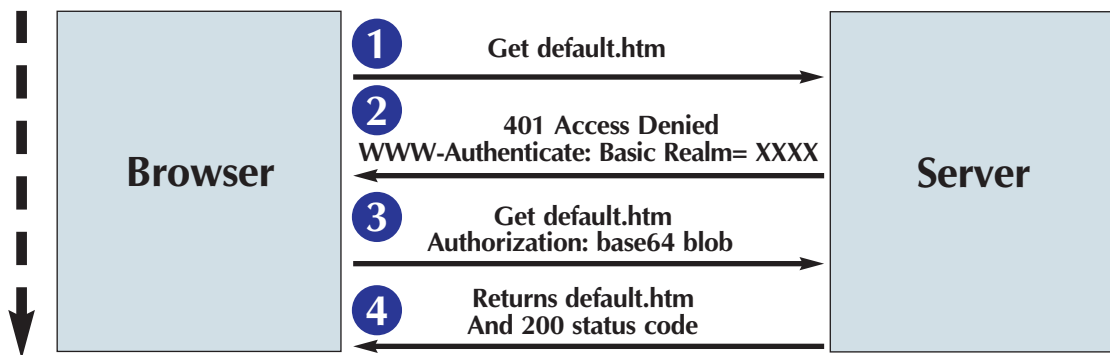 1
Get default.htm
2
401 Access Denied
WWW-Authenticate: Basic Realm= XXXX
Browser
Server
3
Get default.htm
Authorization: base64 blob
4
Returns default.htm
And 200 status code